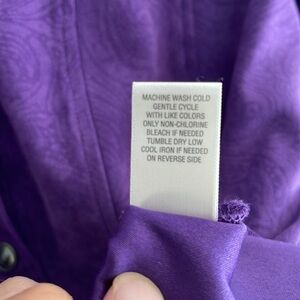 MACHINE WASH COLD
GENTLE CYCLE
WITH LIKE COLORS
ONLY NON-CHLORINE
BLEACH IF NEEDED
TUMBLE DRY LOW
COOL IRON IF NEEDED
ON REVERSE SIDE